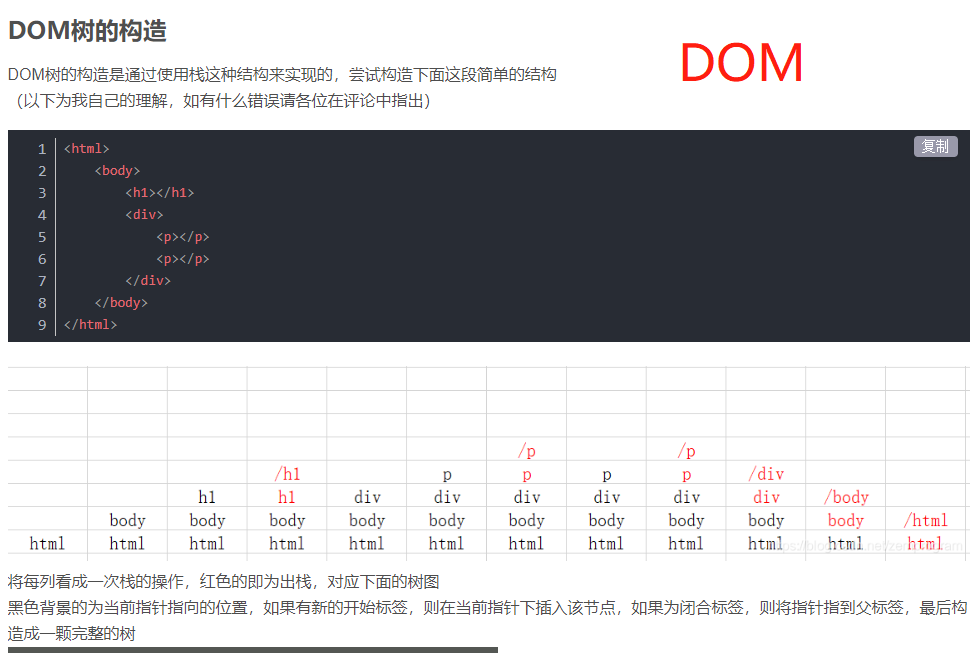 DOM树的构造
DOM
DOM树的构造是通过使用栈这种结构来实现的，尝试构造下面这段简单的结构
（以下为我自己的理解，如有什么错误请各位在评论中指出）
复制
1 <html>
2 <body>
3 <h1></h1>
4 <div>
5 <p></p>
6 <p></p>
7 </div>
8 </body>
9 </html>
/p /p
/h1 p p p p /div
h1 h1 div div div div div div /body
body body body body body body body body body body /html
html html html html html html html html html html html html
将每列看成一次栈的操作，红色的即为出栈，对应下面的树图
黑色背景的为当前指针指向的位置，如果有新的开始标签，则在当前指针下插入该节点，如果为闭合标签，则将指针指到父标签，最后构
造成一颗完整的树